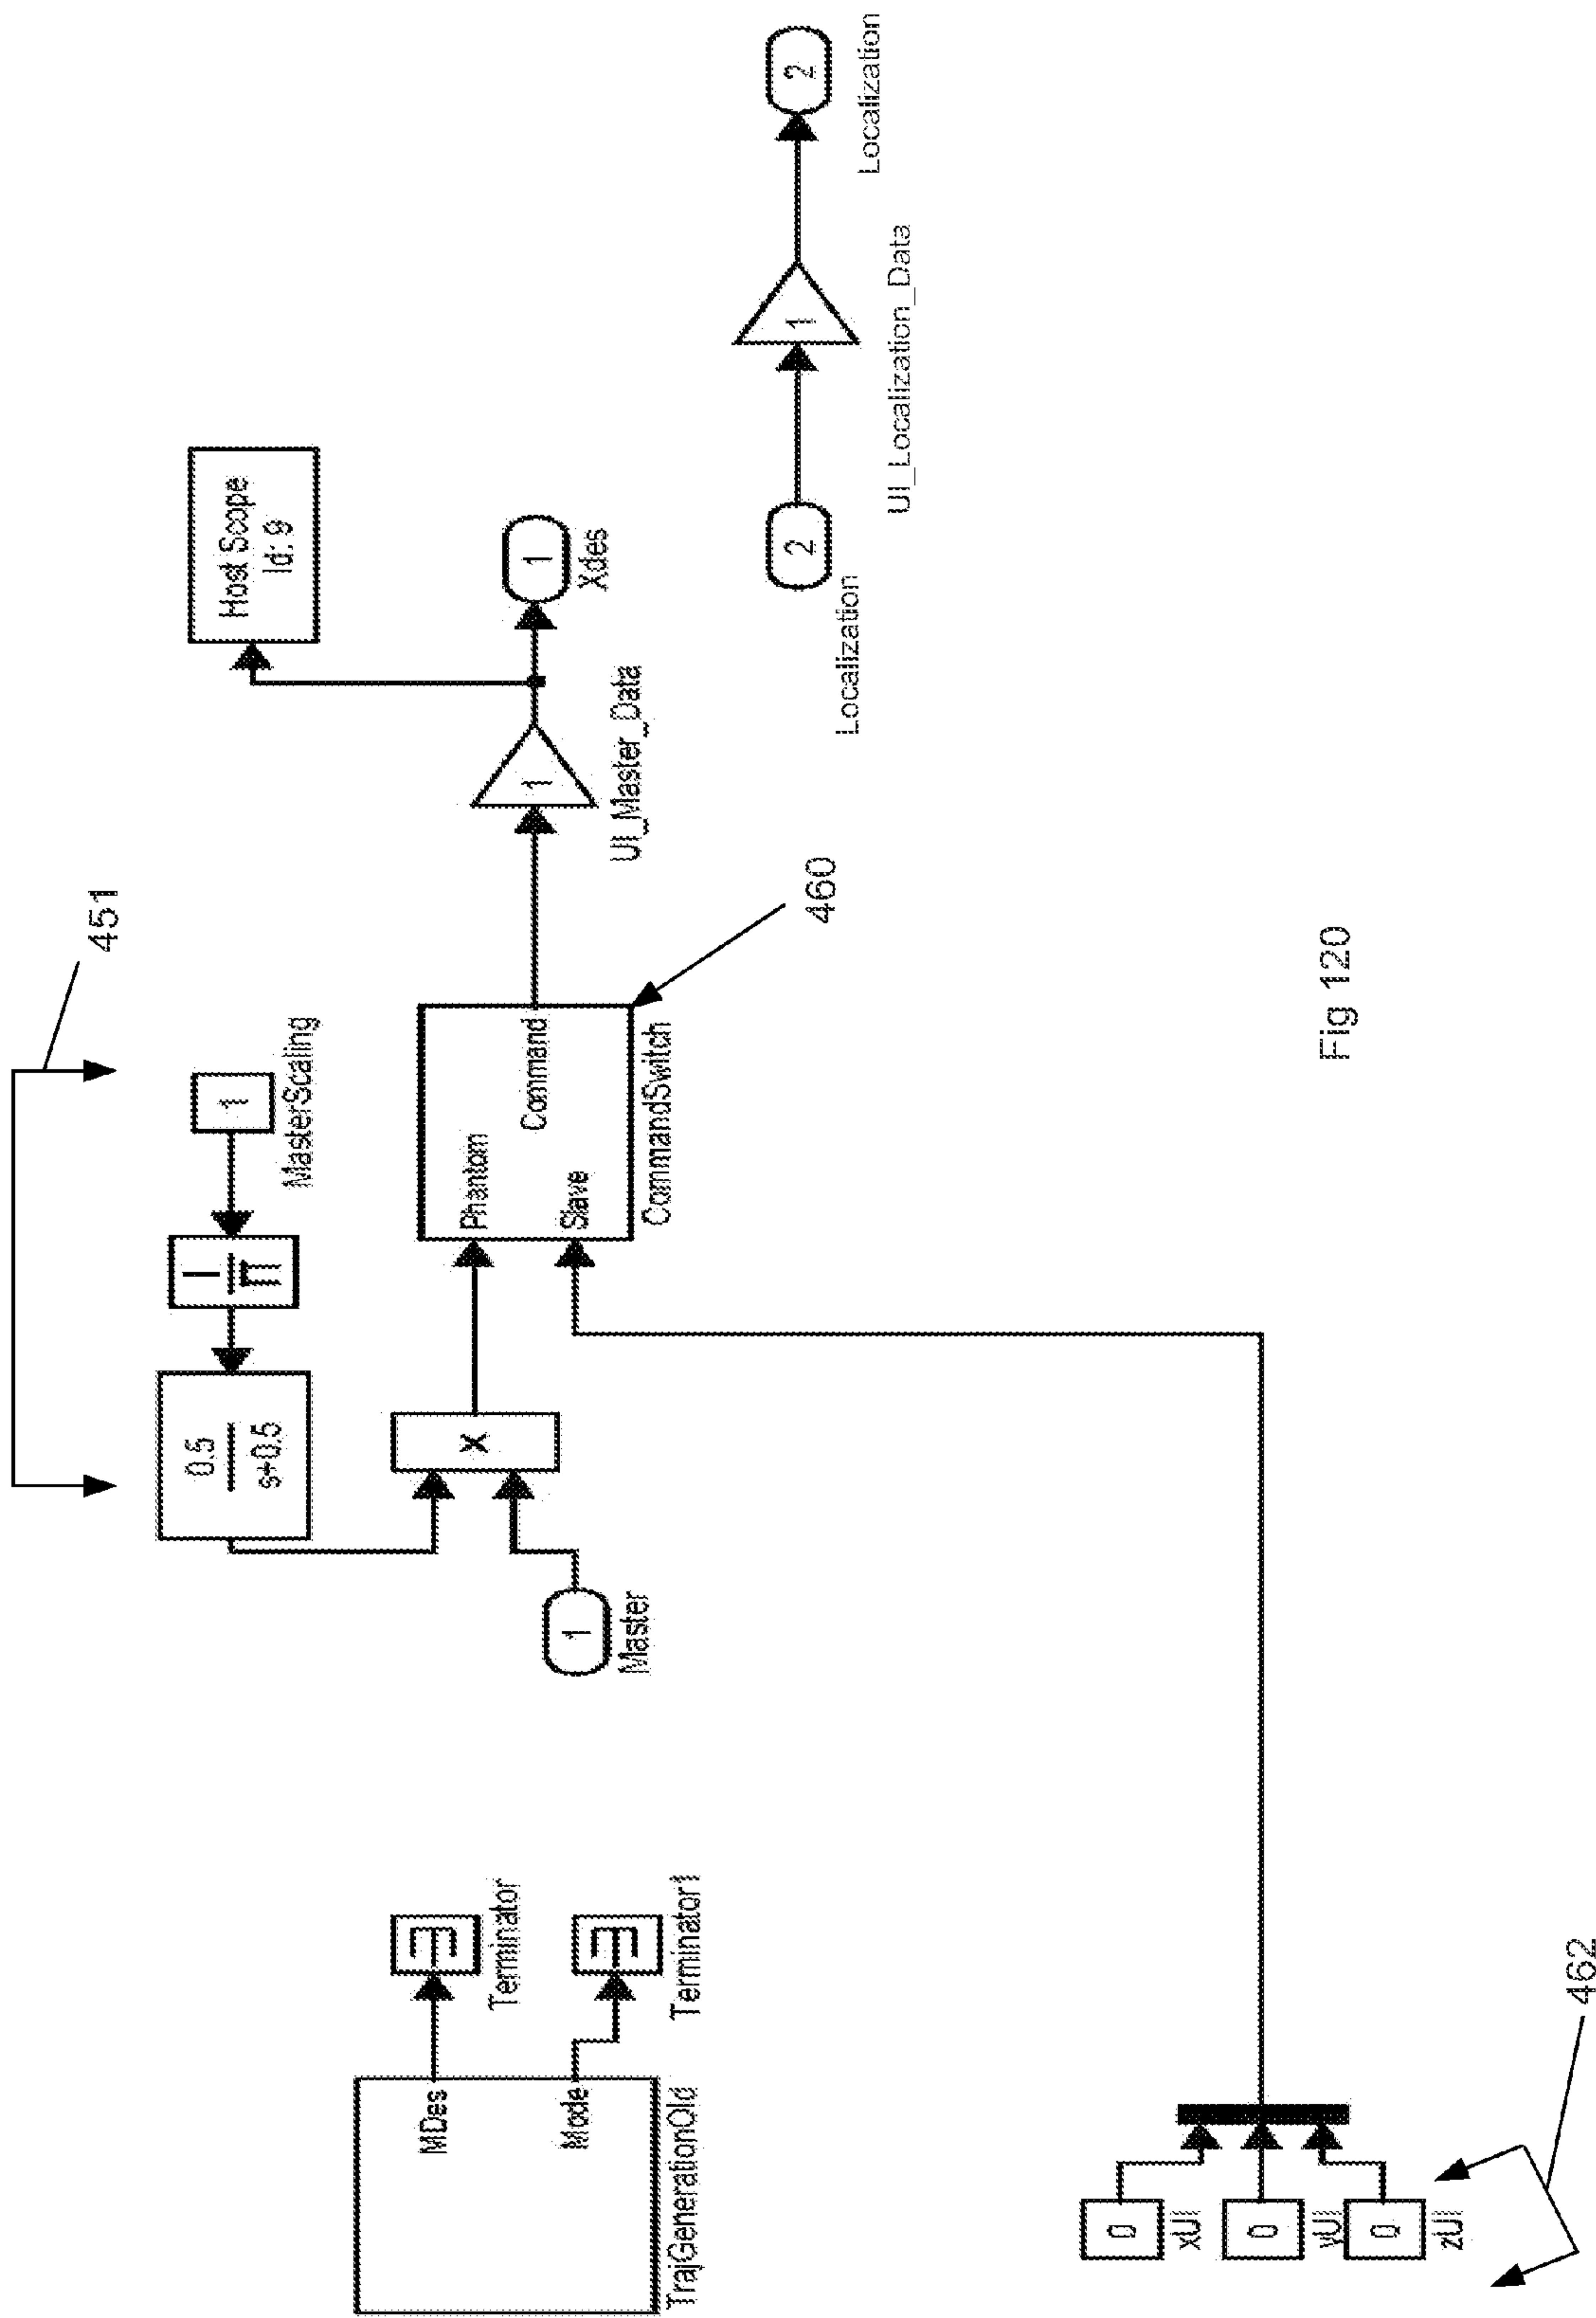 451
1
MasterScaling
0.5
s+0.5
Host Scope
Id: 9
X
1
Master
Phantom
Slave
Command
CommandSwitch
460
1
UI_Master_Data
1
Xdes
MDes
Mode
TrajGenerationOld
Terminator
Terminator1
2
Localization
1
UI_Localization_Data
2
Localization
0
xUI
0
yUI
0
zUI
462
Fig 120